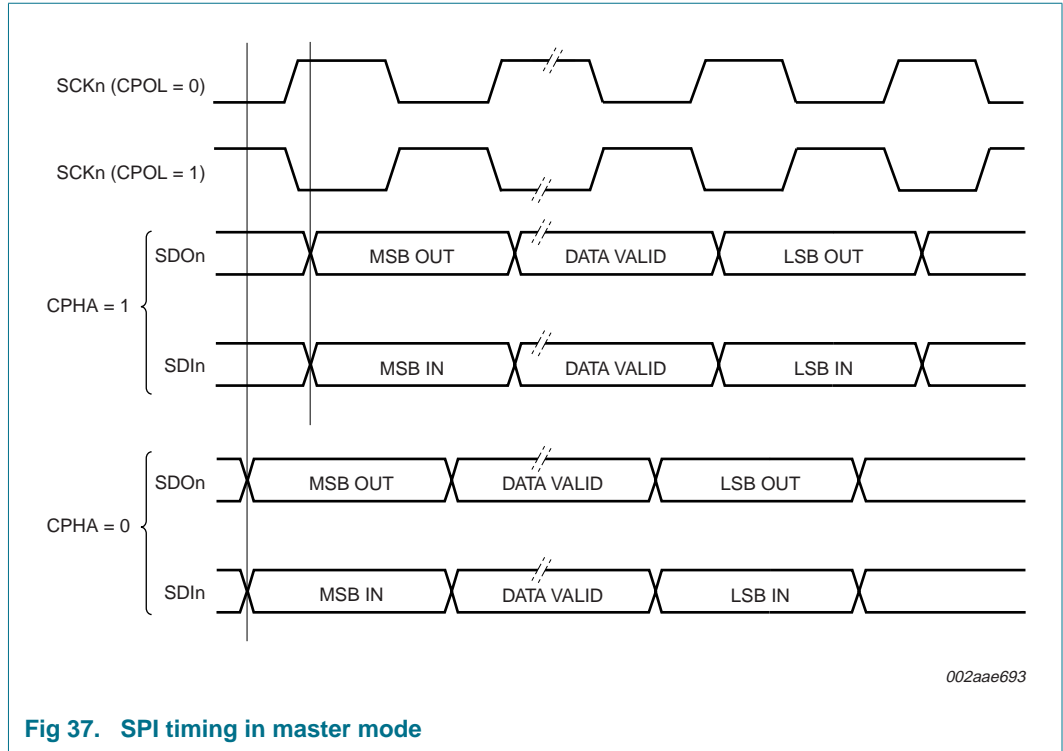 SCKn (CPOL = 0)
SCKn (CPOL = 1)
SDOn
MSB OUT
DATA VALID
LSB OUT
CPHA = 1
SDIn
MSB IN
DATA VALID
LSB IN
SDOn
MSB OUT
DATA VALID
LSB OUT
CPHA = 0
SDIn
MSB IN
DATA VALID
LSB IN
002aae693
Fig 37. SPI timing in master mode